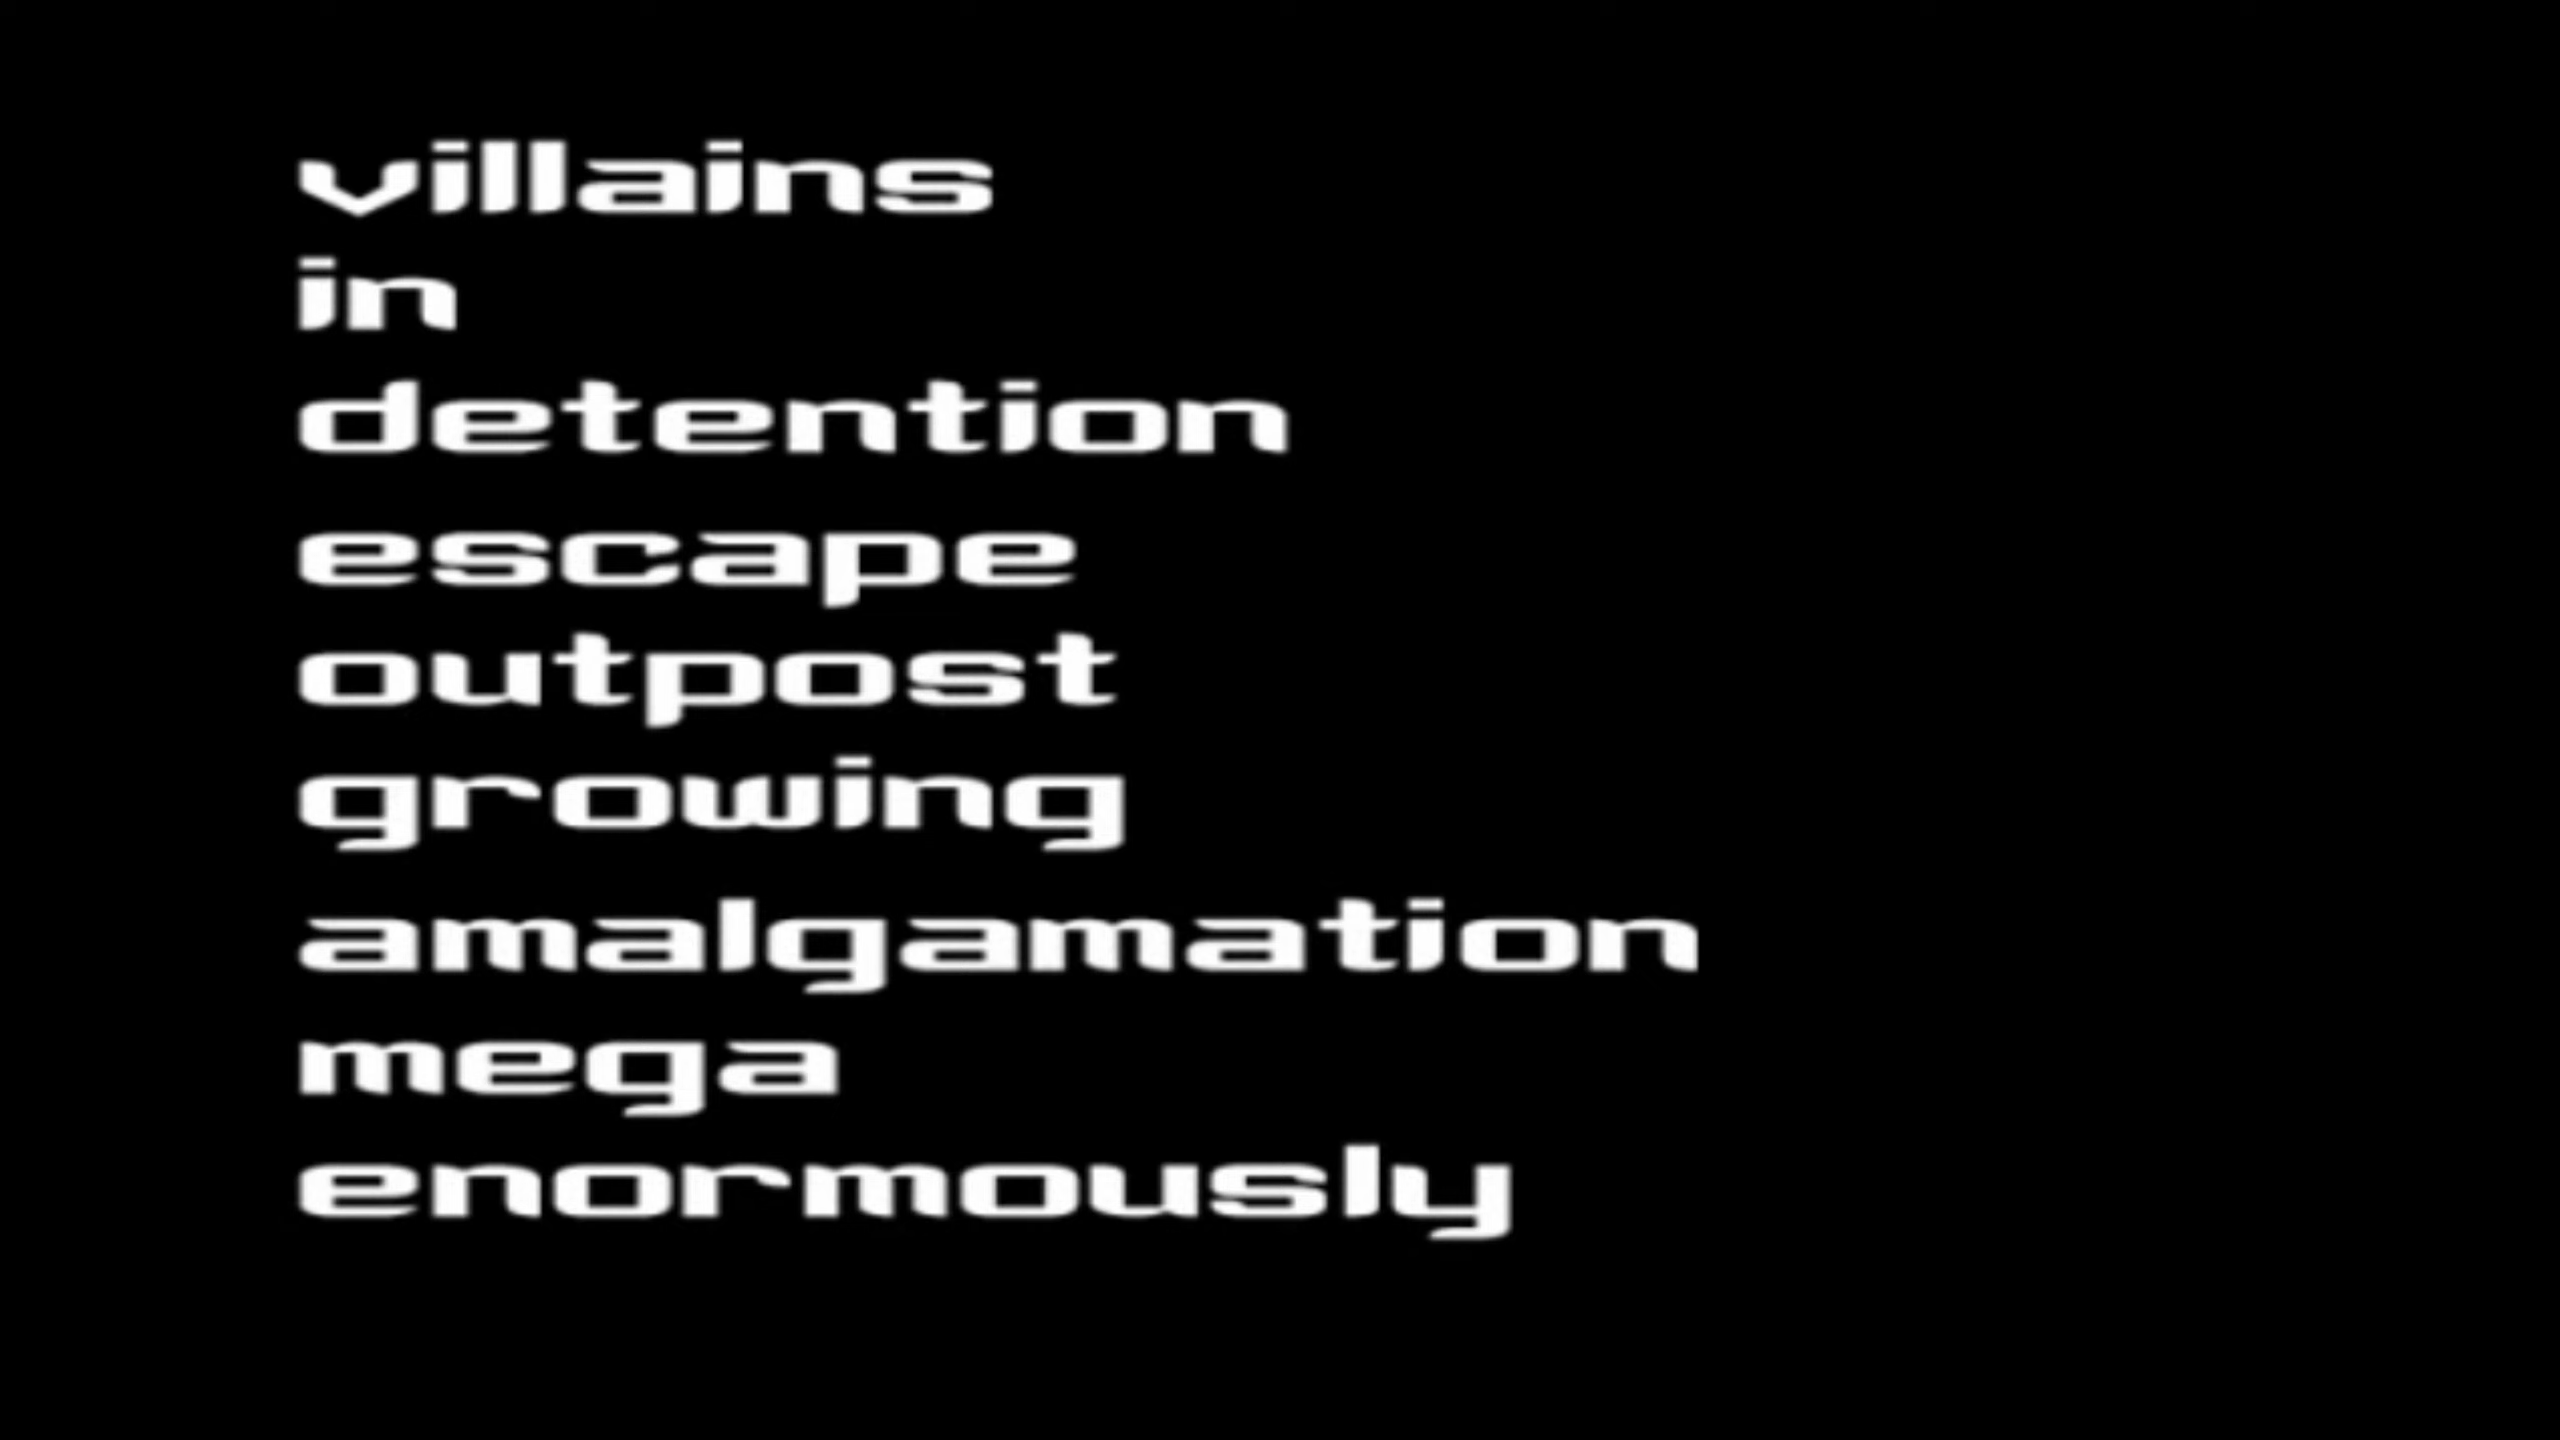 villains
in
detention
escape
outpost
growing
amalgamation
mega
enormously